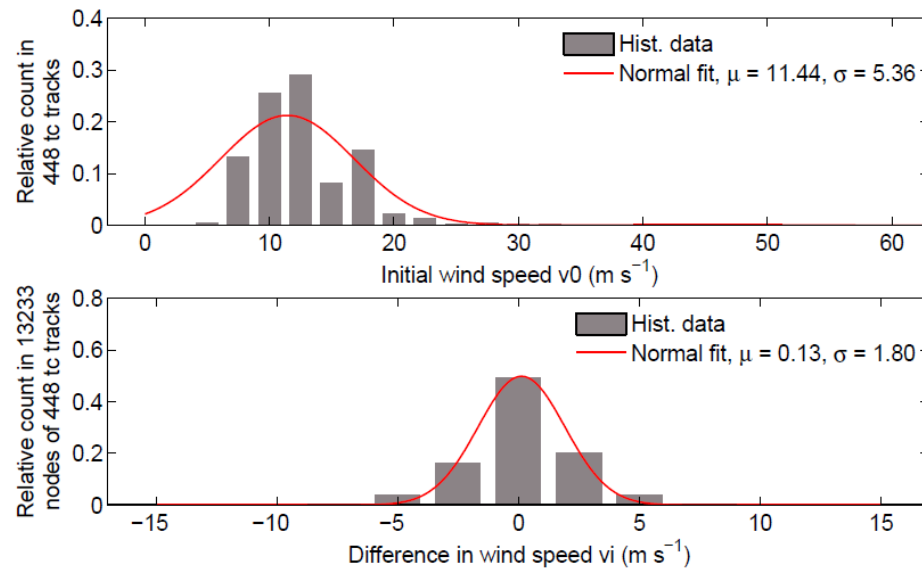 Relative count in
448 tc tracks
0.4
0.3
0.2
0.1
0
Hist. data
Normal fit, μ = 11.44, σ = 5.36
0 10 20 30 40 50 60
Initial wind speed v0 (m s⁻¹)
Relative count in 13233
nodes of 448 tc tracks
0.8
0.6
0.4
0.2
0
Hist. data
Normal fit, μ = 0.13, σ = 1.80
−15 −10 −5 0 5 10 15
Difference in wind speed vi (m s⁻¹)